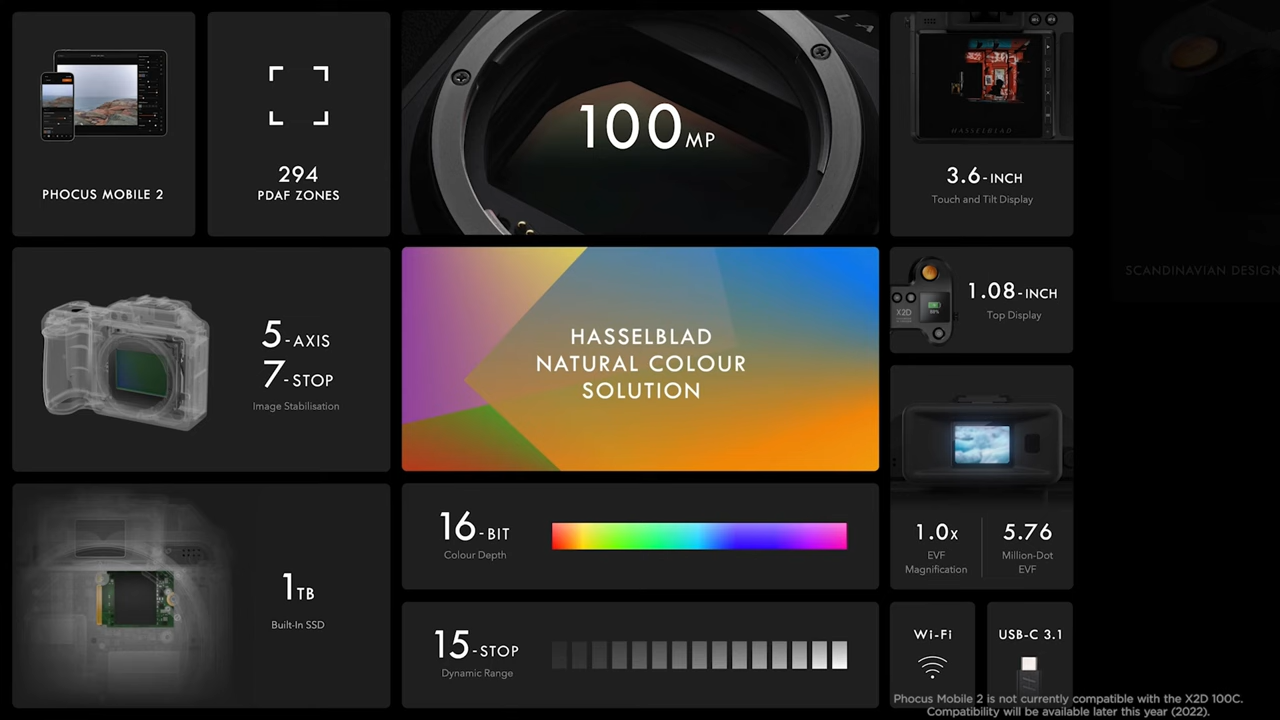 PHOCUS MOBILE 2
294
PDAF ZONES
100MP
HASSELBLAD
3.6-INCH
Touch and Tilt Display
SCANDINAVIAN DESIGN
5-AXIS
7-STOP
Image Stabilisation
HASSELBLAD
NATURAL COLOUR
SOLUTION
X2D
1.08-INCH
Top Display
1TB
Built-In SSD
16-BIT
Colour Depth
15-STOP
Dynamic Range
1.0x
EVF
Magnification
5.76
Million-Dot
EVF
Wi-Fi
USB-C 3.1
Phocus Mobile 2 is not currently compatible with the X2D 100C.
Compatibility will be available later this year (2022).